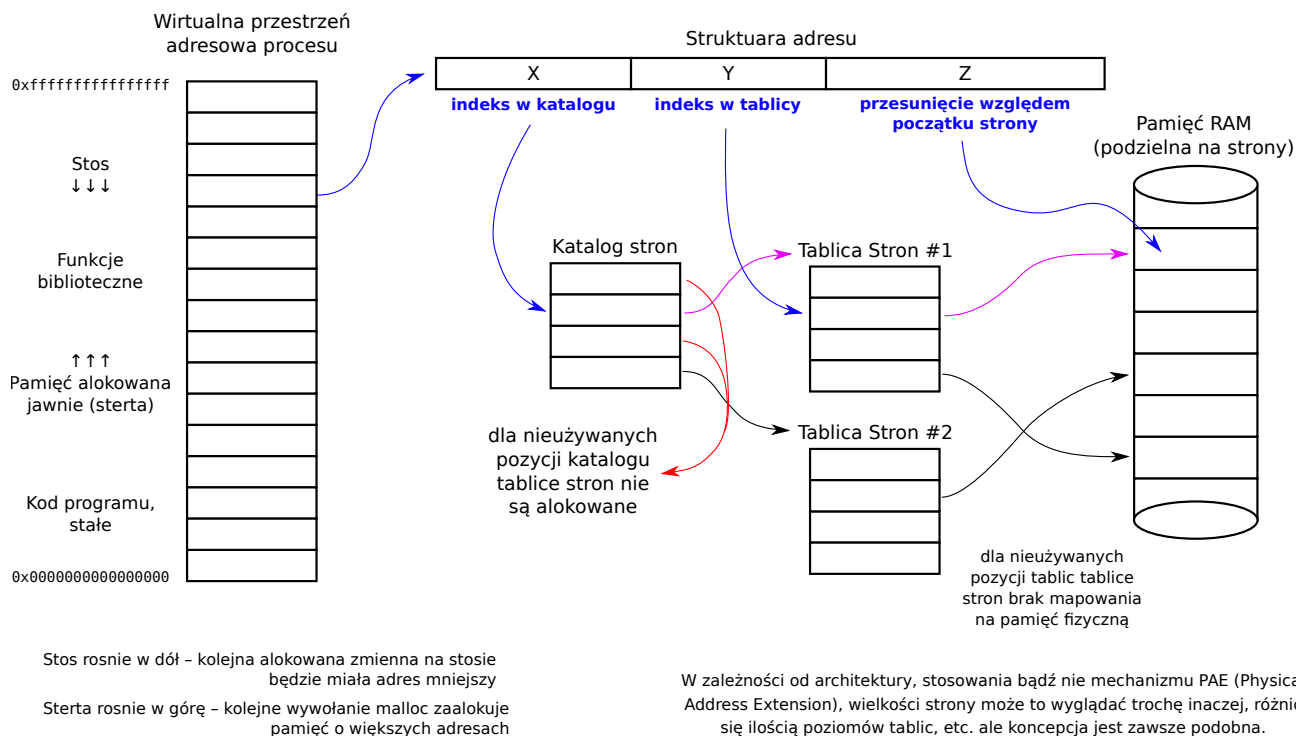 Wirtualna przestrzeń
adresowa procesu
0xffffffffffffffff
Stos
↓↓↓
Funkcje
biblioteczne
↑↑↑
Pamięć alokowana
jawnie (sterta)
Kod programu,
stałe
0x0000000000000000
Struktuara adresu
X
Y
Z
indeks w katalogu
indeks w tablicy
przesunięcie względem
początku strony
Pamięć RAM
(podzielna na strony)
Katalog stron
Tablica Stron #1
dla nieużywanych
pozycji katalogu
tablice stron nie
są alokowane
Tablica Stron #2
dla nieużywanych
pozycji tablic tablice
stron brak mapowania
na pamięć fizyczną
Stos rosnie w dół – kolejna alokowana zmienna na stosie
będzie miała adres mniejszy
Sterta rosnie w górę – kolejne wywołanie malloc zaalokuje
pamięć o większych adresach
W zależności od architektury, stosowania bądź nie mechanizmu PAE (Physica
Address Extension), wielkości strony może to wyglądać trochę inaczej, różnić
się ilością poziomów tablic, etc. ale koncepcja jest zawsze podobna.